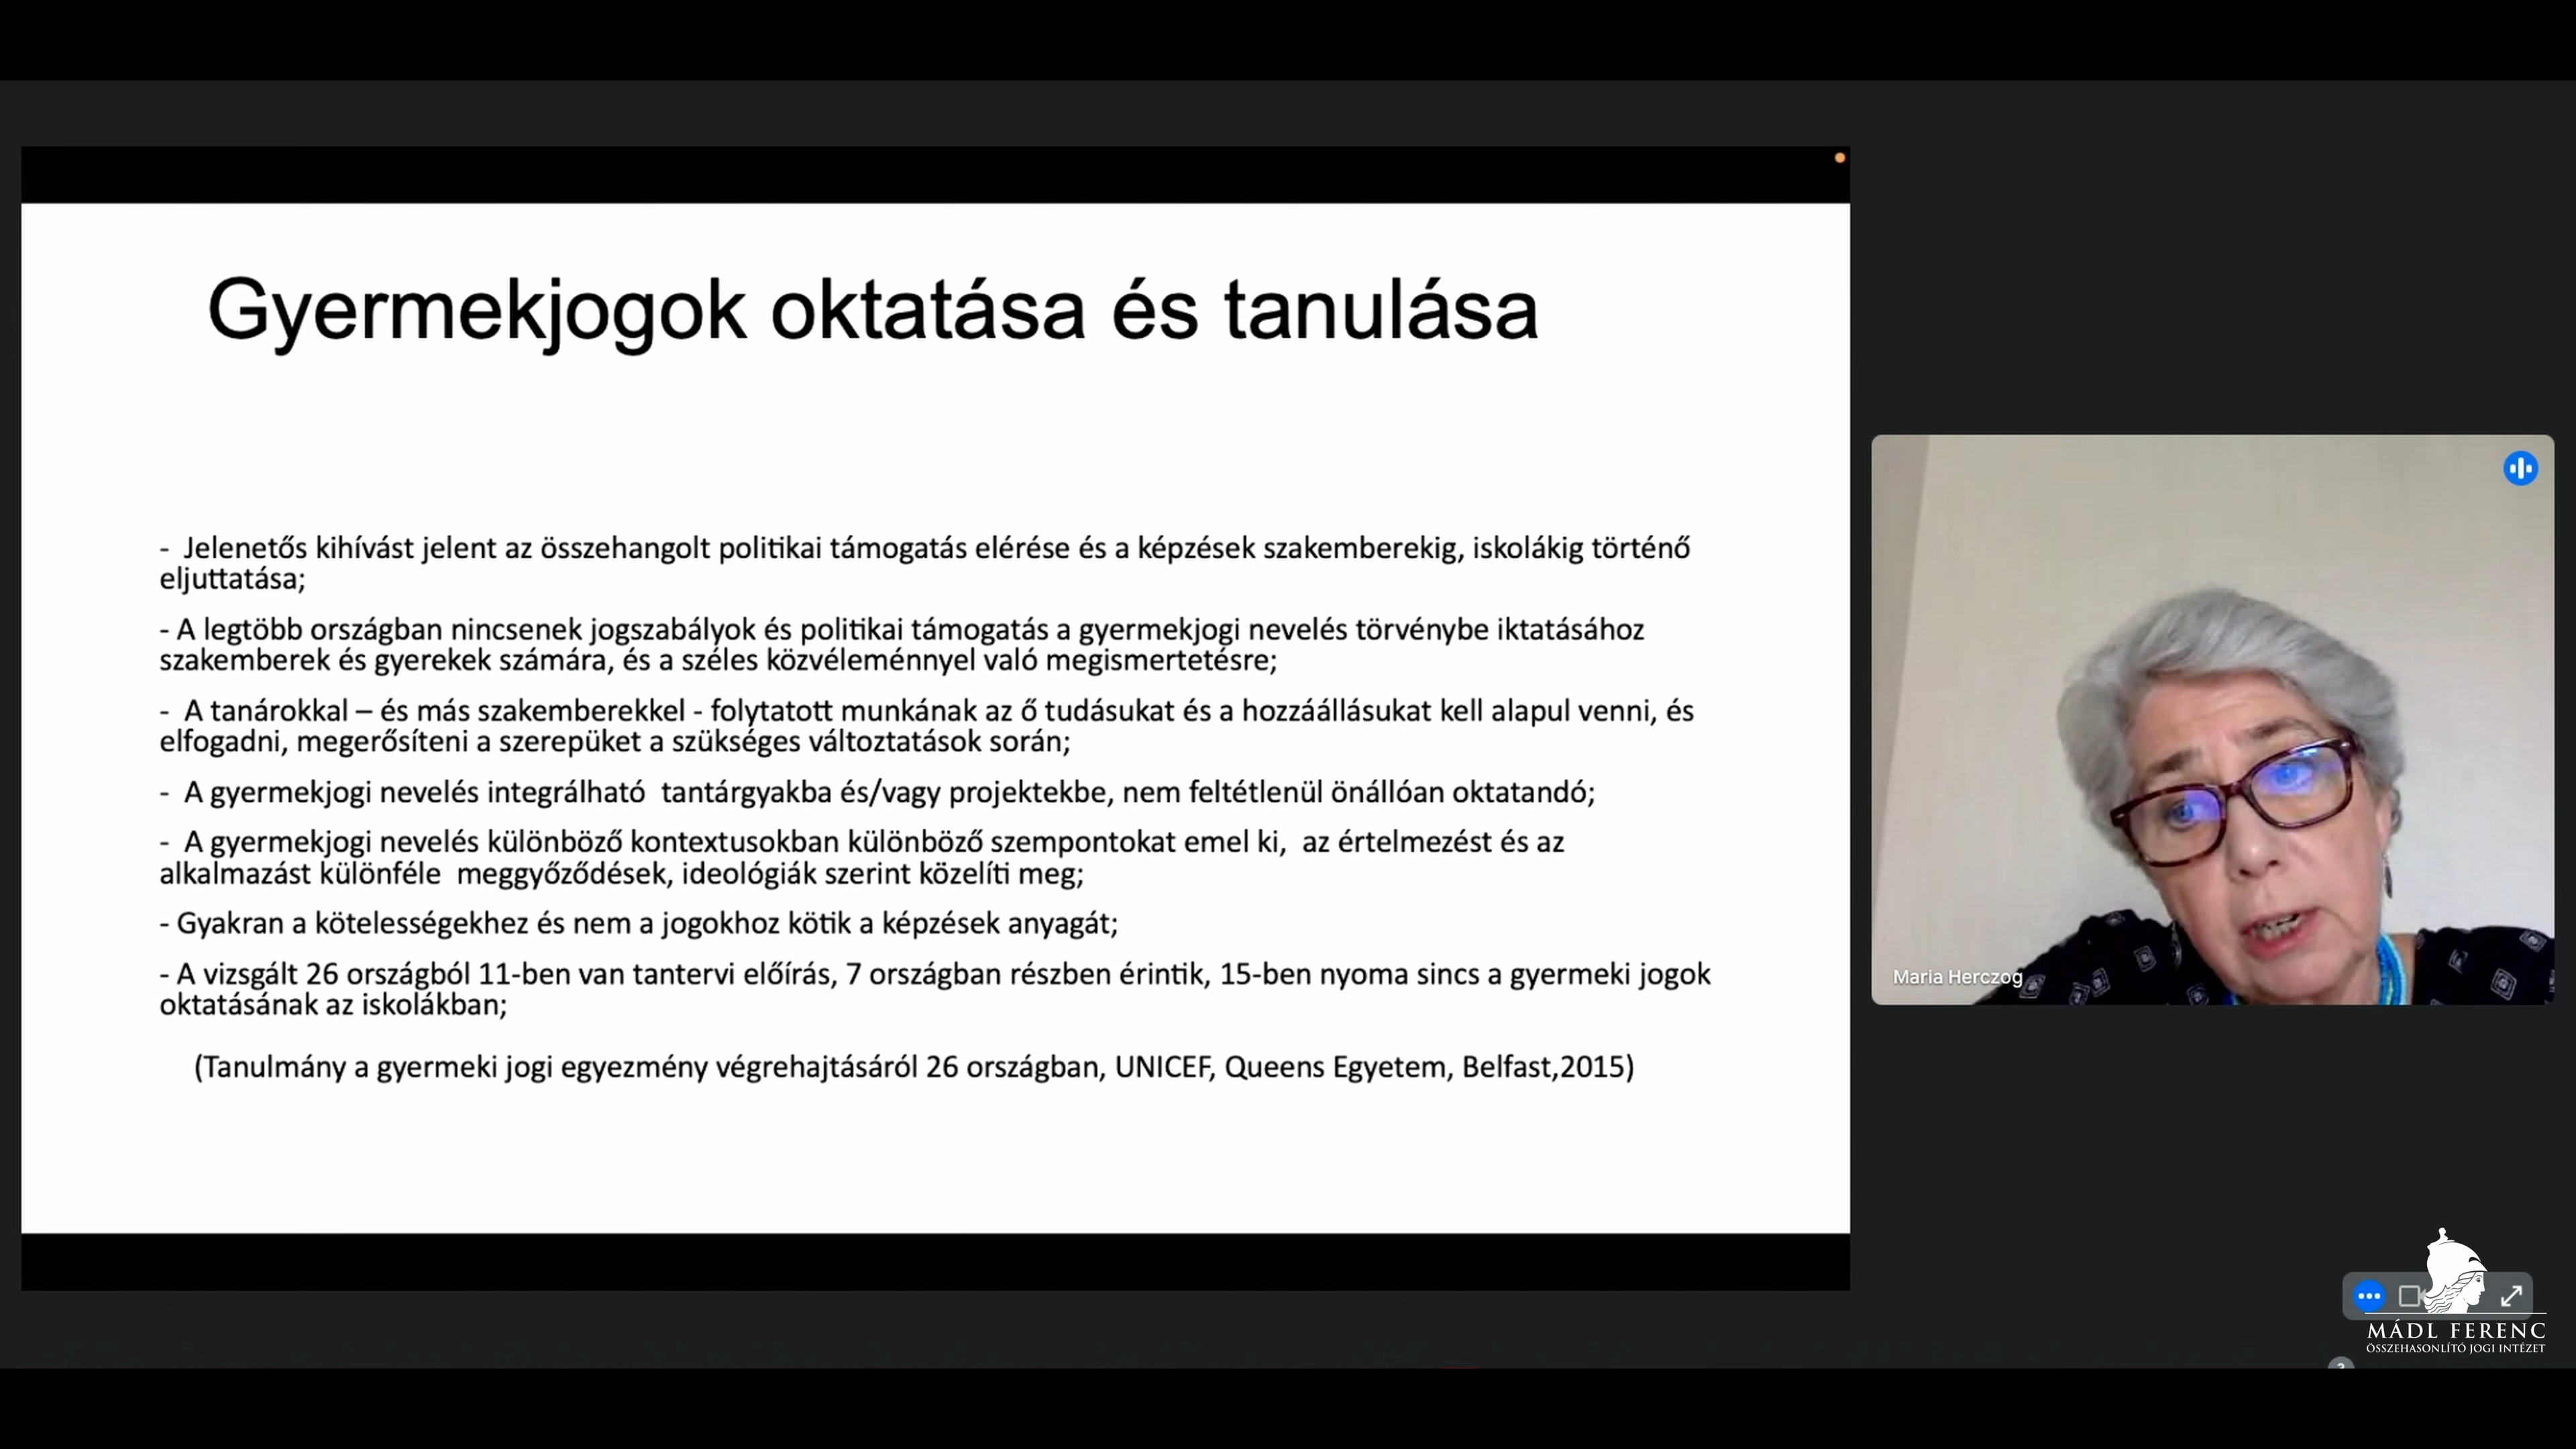 Gyermekjogok oktatása és tanulása
- Jelenetős kihívást jelent az összehangolt politikai támogatás elérése és a képzések szakemberekig, iskolákig történő
eljuttatása;
- A legtöbb országban nincsenek jogszabályok és politikai támogatás a gyermekjogi nevelés törvénybe iktatásához
szakemberek és gyerekek számára, és a széles közvéleménnyel való megismertetésre;
- A tanárokkal – és más szakemberekkel - folytatott munkának az ő tudásukat és a hozzáállásukat kell alapul venni, és
elfogadni, megerősíteni a szerepüket a szükséges változtatások során;
- A gyermekjogi nevelés integrálható tantárgyakba és/vagy projektekbe, nem feltétlenül önállóan oktatandó;
- A gyermekjogi nevelés különböző kontextusokban különböző szempontokat emel ki, az értelmezést és az
alkalmazást különféle meggyőződések, ideológiák szerint közelíti meg;
- Gyakran a kötelességekhez és nem a jogokhoz kötik a képzések anyagát;
- A vizsgált 26 országból 11-ben van tantervi előírás, 7 országban részben érintik, 15-ben nyoma sincs a gyermeki jogok
oktatásának az iskolákban;
(Tanulmány a gyermeki jogi egyezmény végrehajtásáról 26 országban, UNICEF, Queens Egyetem, Belfast,2015)
Maria Herczog
MÁDL FERENC
ÖSSZEHASONLÍTÓ JOGI INTÉZET